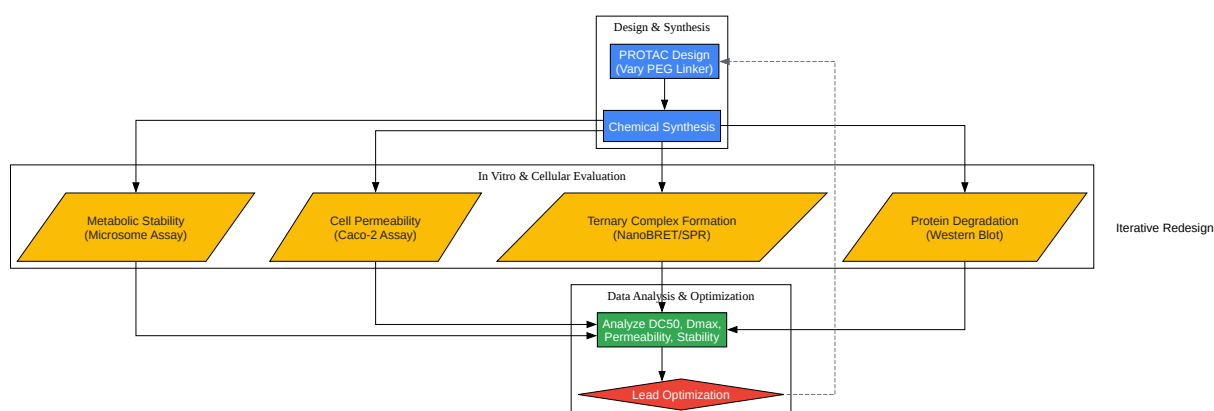 Design & Synthesis
PROTAC Design
(Vary PEG Linker)
Chemical Synthesis
In Vitro & Cellular Evaluation
Metabolic Stability
(Microsome Assay)
Cell Permeability
(Caco-2 Assay)
Ternary Complex Formation
(NanoBRET/SPR)
Protein Degradation
(Western Blot)
Iterative Redesign
Data Analysis & Optimization
Analyze DC50, Dmax,
Permeability, Stability
Lead Optimization